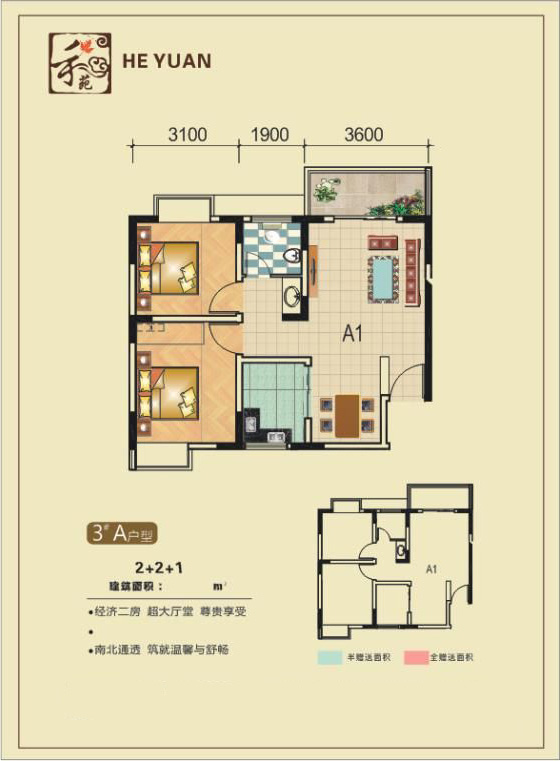 禾苑
HE YUAN
3100 1900 3600
A1
3# A户型
2+2+1
建筑面积： m²
●经济二房 超大厅堂 尊贵享受
●
●南北通透 筑就温馨与舒畅
A1
半赠送面积 全赠送面积